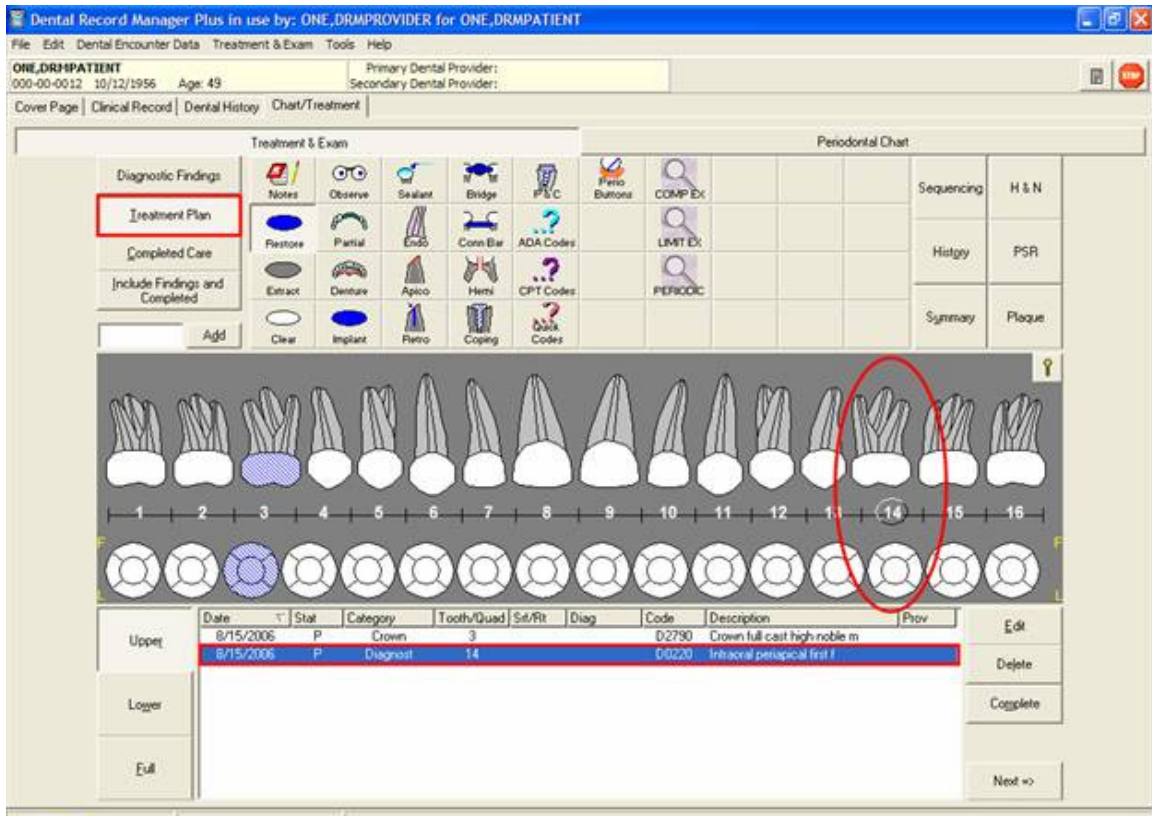 Dental Record Manager Plus in use by: ONE,DRMPROVIDER for ONE,DRMPATIENT
File Edit Dental Encounter Data Treatment & Exam Tools Help
ONE,DRMPATIENT Primary Dental Provider:
000-00-0012 10/12/1956 Age: 49 Secondary Dental Provider:
STOP
Cover Page Clinical Record Dental History Chart/Treatment
Treatment & Exam Periodontal Chart
Diagnostic Findings
Treatment Plan
Completed Care
Include Findings and
Completed
Add
Notes Observe Sealant Bridge P&C Perio COMP EX
Buttons
Restore Partial Endo Conn Bar ADA Codes LIMIT EX
Extract Denture Apico Hemi CPT Codes PERIODIC
Clear Implant Retro Coping Quick
Codes
Sequencing H & N
History PSR
Summary Plaque
1 2 3 4 5 6 7 8 9 10 11 12 13 14 15 16
F F
L L
Upper
Lower
Full
Date Stat Category Tooth/Quad Srf/Rt Diag Code Description Prov
8/15/2006 P Crown 3 D2790 Crown full cast high noble m
8/15/2006 P Diagnost 14 D0220 Intraoral periapical first f
Edit
Delete
Complete
Next =>